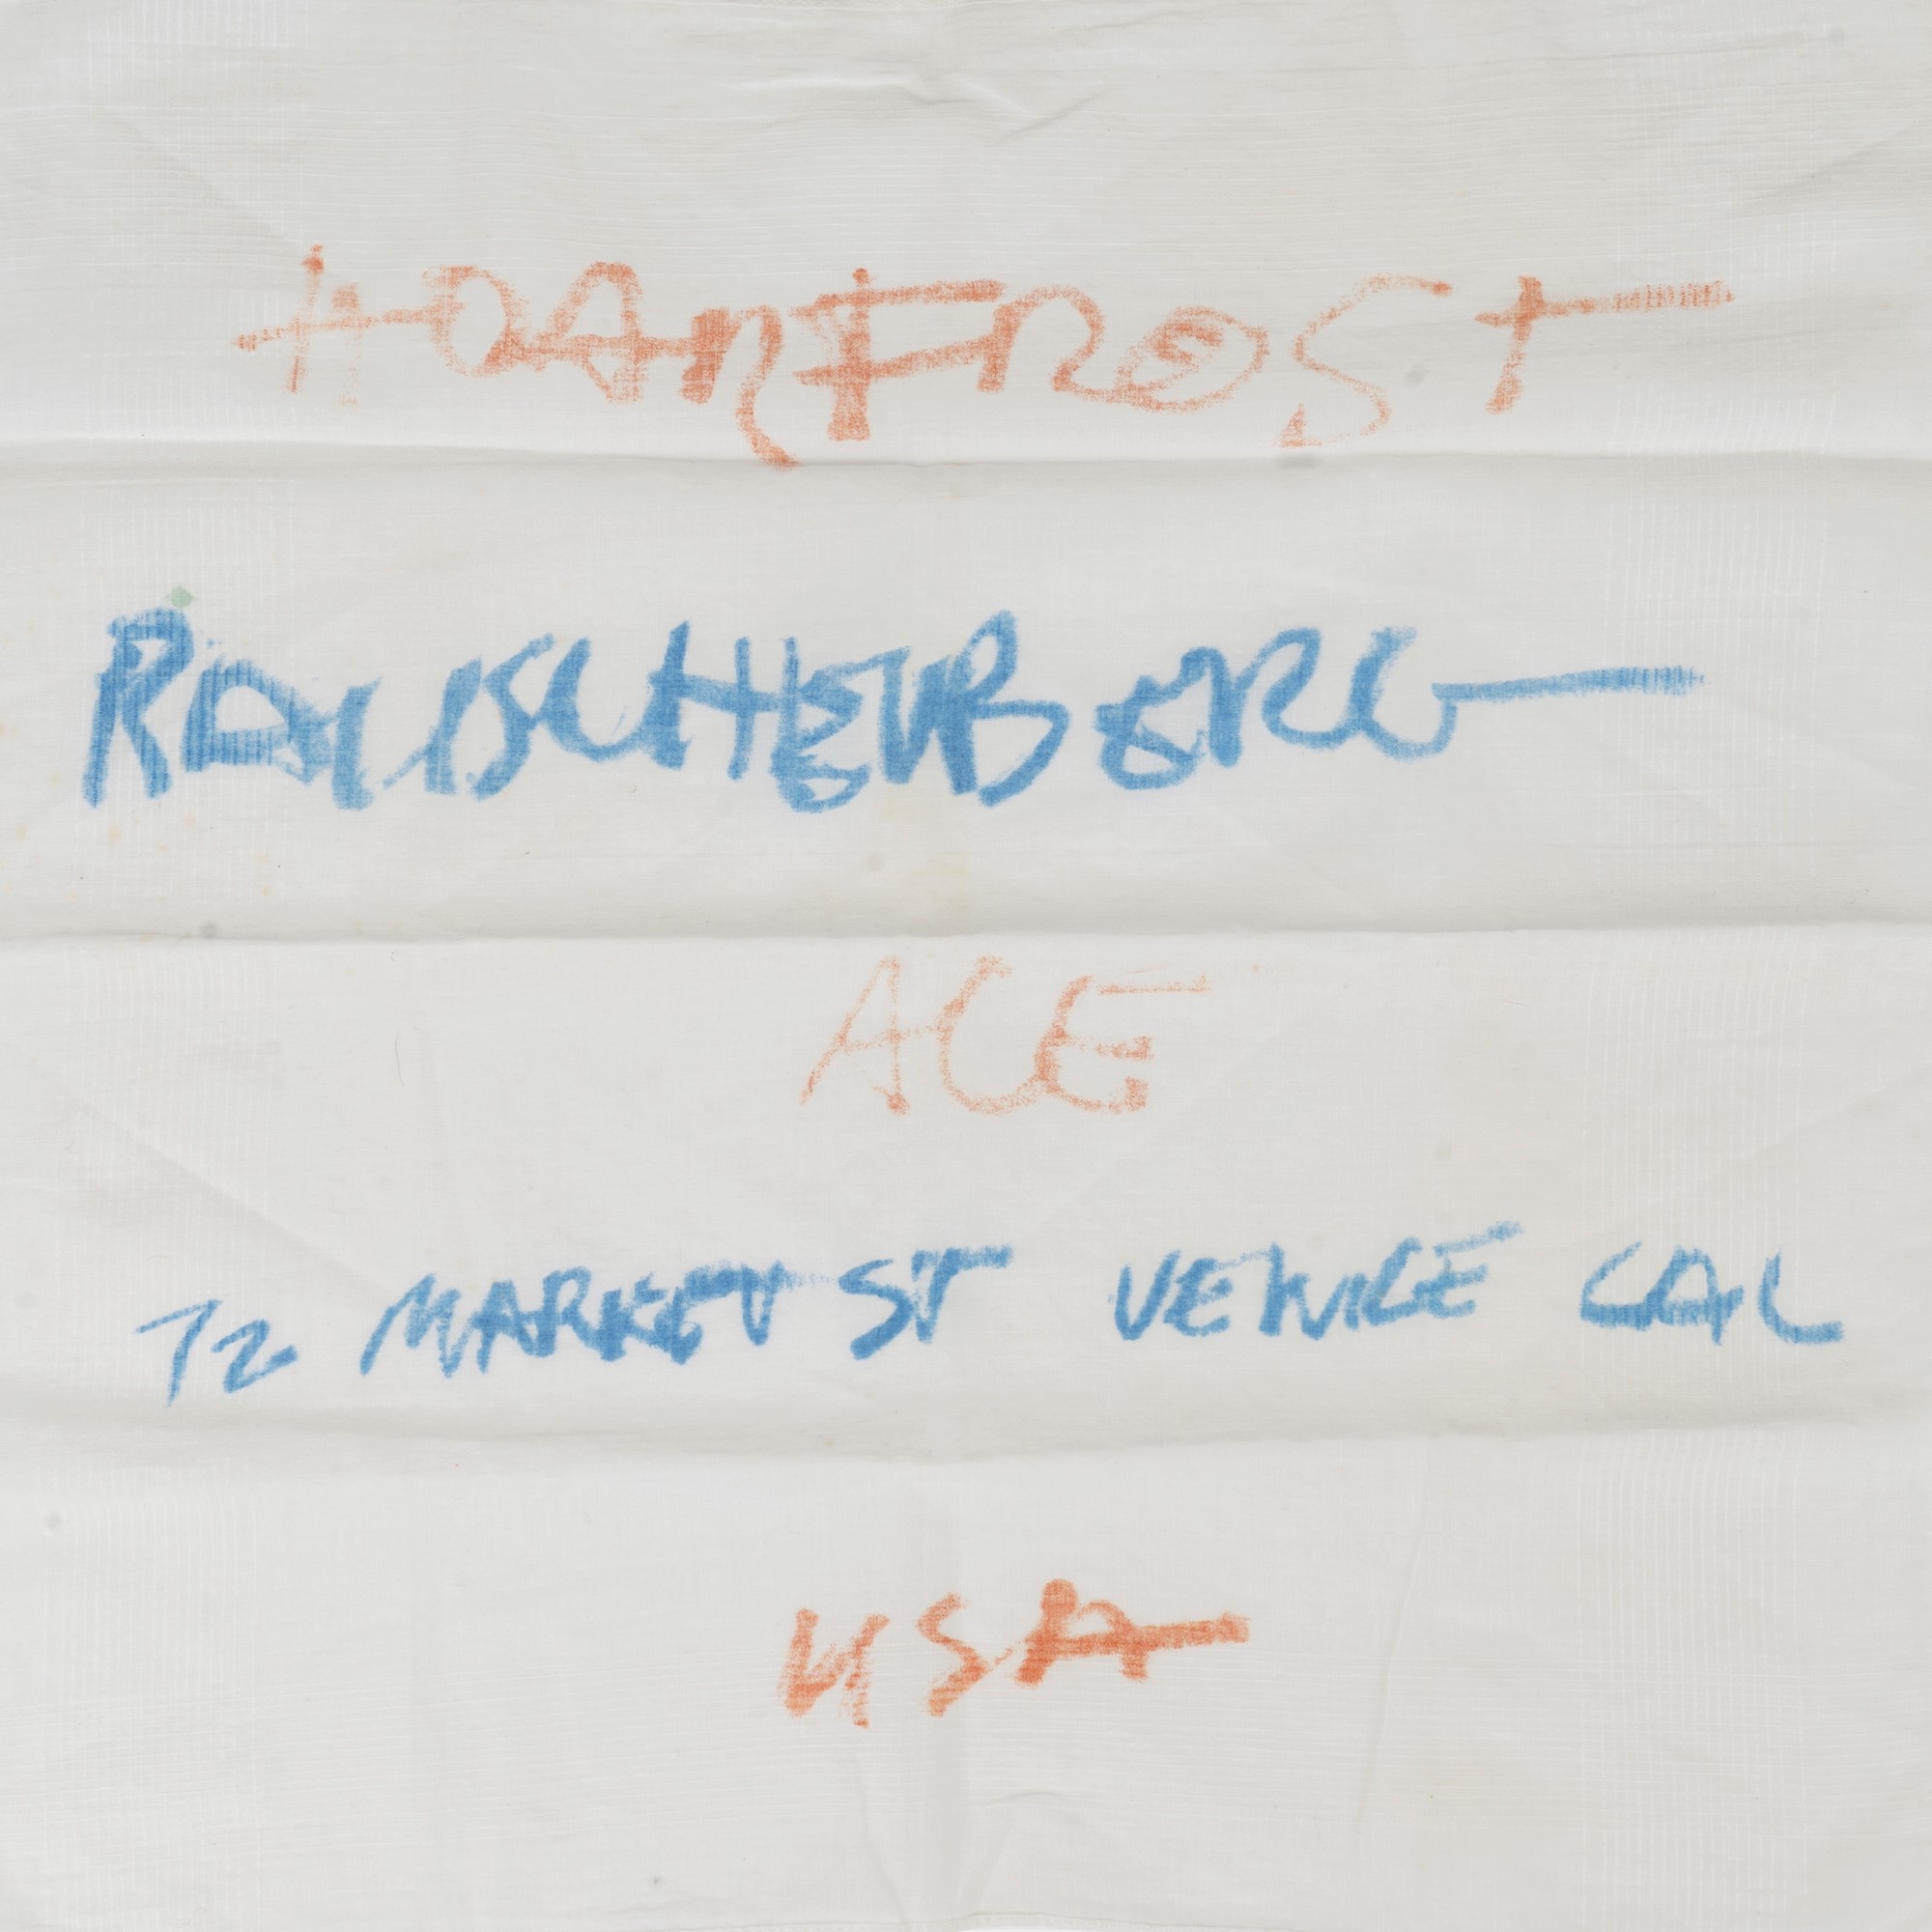 HOARFROST
RAUSCHENBERG
ACE
72 MARKET ST VENICE CAL
USA